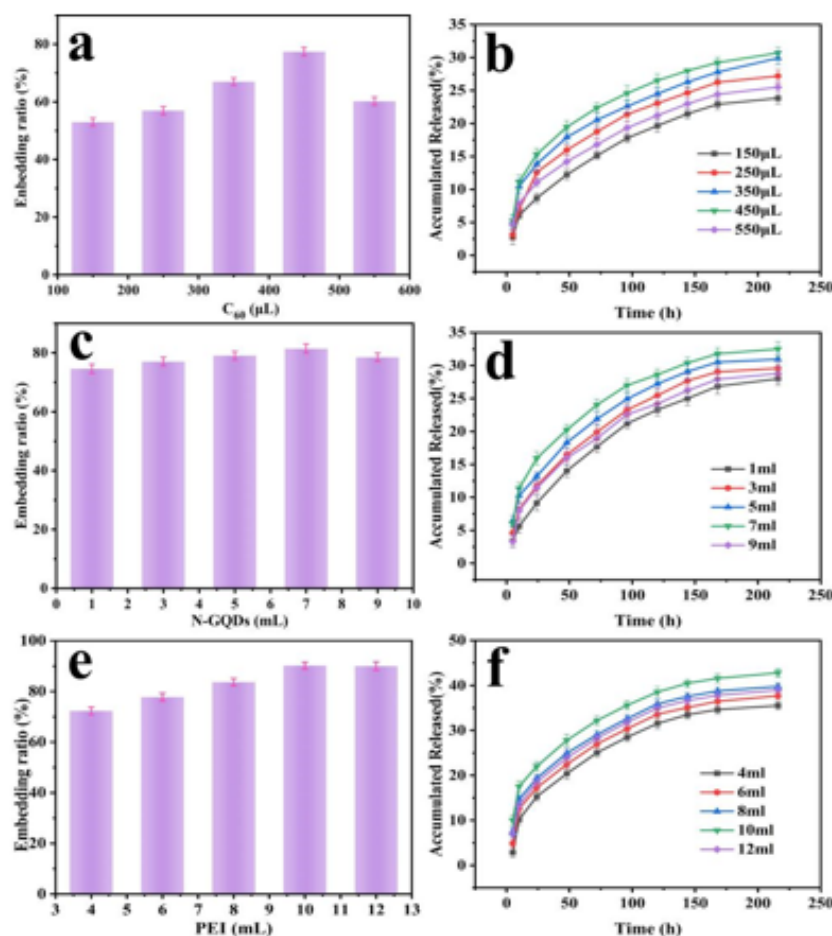 a
Enbedding ratio (%)
80
60
40
20
0
100 200 300 400 500 600
C60 (μL)
b
Accumulated Released(%)
35
30
25
20
15
10
5
0
150μL
250μL
350μL
450μL
550μL
0 50 100 150 200 250
Time (h)
c
Embedding ratio (%)
80
60
40
20
0
0 1 2 3 4 5 6 7 8 9 10
N-GQDs (mL)
d
Accumulated Released(%)
35
30
25
20
15
10
5
0
1ml
3ml
5ml
7ml
9ml
0 50 100 150 200 250
Time (h)
e
Embedding ratio (%)
100
80
60
40
20
0
3 4 5 6 7 8 9 10 11 12 13
PEI (mL)
f
Accumulated Released(%)
50
40
30
20
10
0
4ml
6ml
8ml
10ml
12ml
0 50 100 150 200 250
Time (h)